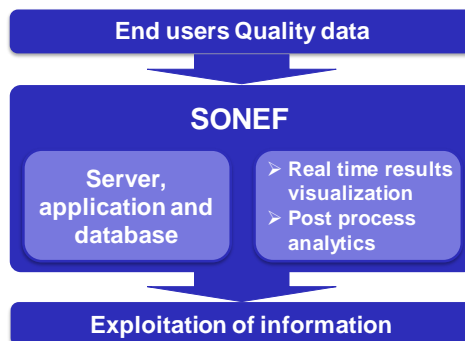 End users Quality data
SONEF
Server,
application and
database
➢ Real time results
visualization
➢ Post process
analytics
Exploitation of information